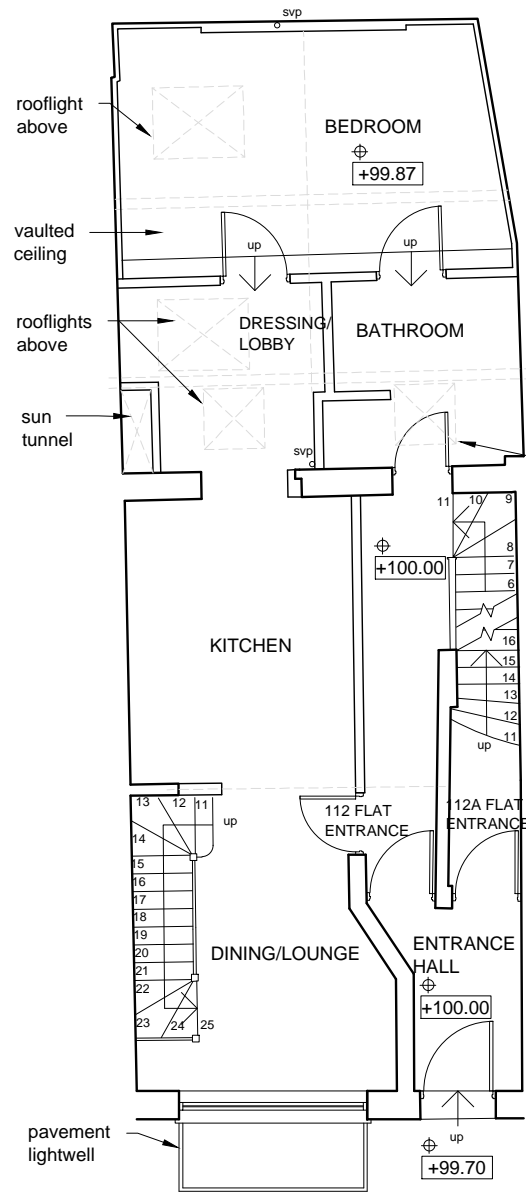 svp
rooflight
above
BEDROOM
+99.87
vaulted
ceiling
up
up
rooflights
above
DRESSING/
LOBBY
BATHROOM
sun
tunnel
svp
11
10
9
8
7
6
+100.00
16
15
14
13
12
11
up
KITCHEN
13
12
11
up
14
15
16
17
18
19
20
21
22
23
24
25
112 FLAT
ENTRANCE
112A FLAT
ENTRANCE
DINING/LOUNGE
ENTRANCE
HALL
+100.00
up
pavement
lightwell
+99.70